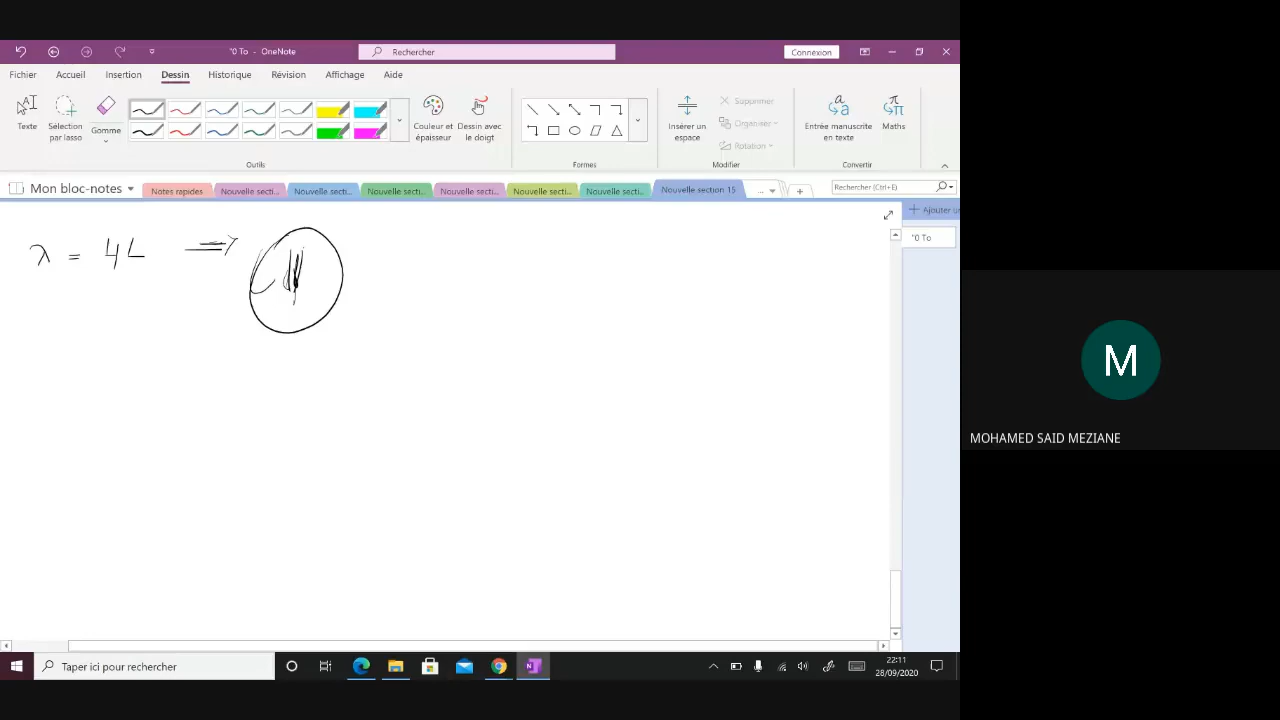 "0 To - OneNote
Rechercher
Connexion
Fichier Accueil Insertion Dessin Historique Révision Affichage Aide
Texte
Sélection par lasso
Gomme
Couleur et épaisseur
Dessin avec le doigt
Insérer un espace
Supprimer
Organiser
Rotation
Entrée manuscrite en texte
Maths
Outils Formes Modifier Convertir
Mon bloc-notes Notes rapides Nouvelle secti... Nouvelle secti... Nouvelle secti... Nouvelle secti... Nouvelle secti... Nouvelle secti... Nouvelle section 15 ... Rechercher (Ctrl+E)
+ Ajouter u
"0 To
λ = 4L ⟹
M
MOHAMED SAID MEZIANE
Taper ici pour rechercher
22:11
28/09/2020